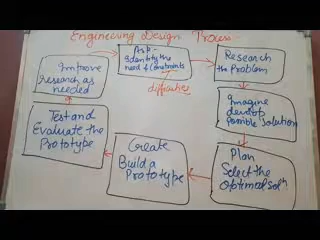 Engineering Design Process:-
Ask:-
Identity the
need & Constraints
difficulties
Research
the Problem
Imagine
develop
Possible Solution
Plan
Select the
Optimal Solⁿ
Create
Build a
Prototype
Test and
Evaluate the
Prototype
Improve
research as
needed